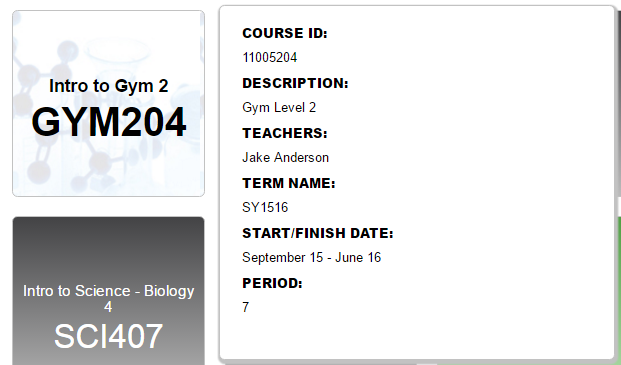 Intro to Gym 2
GYM204
Intro to Science - Biology
4
SCI407
COURSE ID:
11005204
DESCRIPTION:
Gym Level 2
TEACHERS:
Jake Anderson
TERM NAME:
SY1516
START/FINISH DATE:
September 15 - June 16
PERIOD:
7